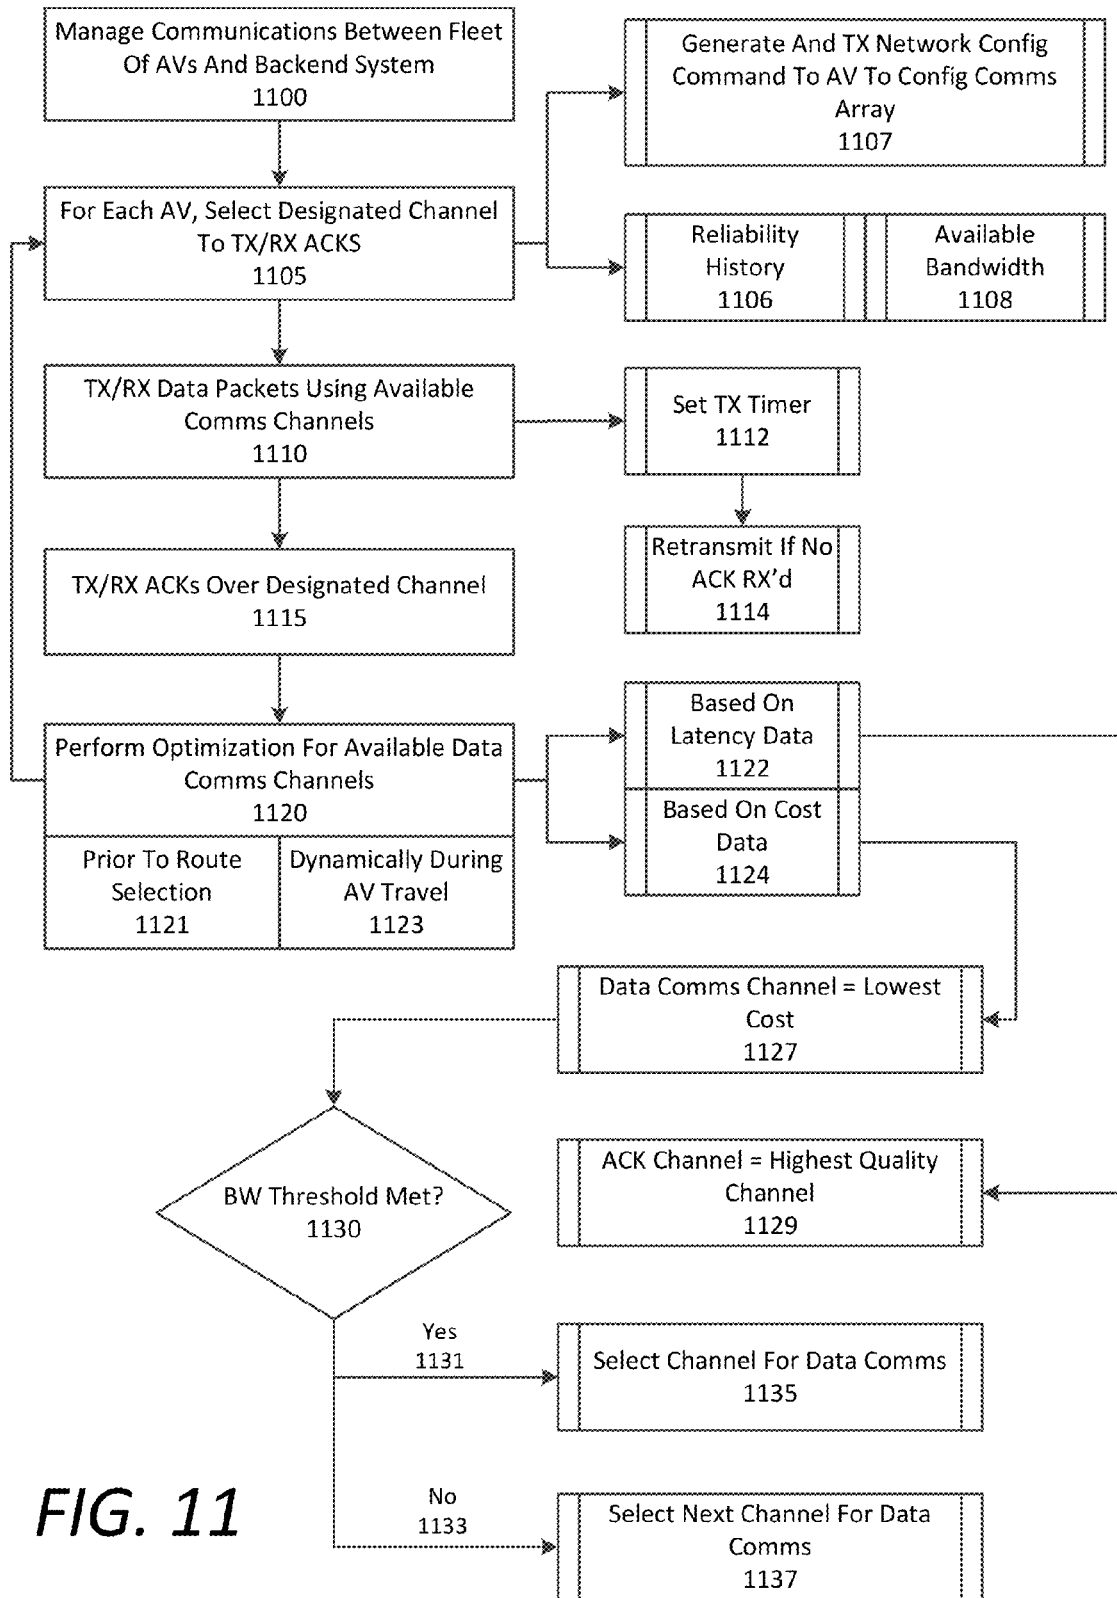 Manage Communications Between Fleet
Of AVs And Backend System
1100
Generate And TX Network Config
Command To AV To Config Comms
Array
1107
For Each AV, Select Designated Channel
To TX/RX ACKS
1105
Reliability
History
1106
Available
Bandwidth
1108
TX/RX Data Packets Using Available
Comms Channels
1110
Set TX Timer
1112
TX/RX ACKs Over Designated Channel
1115
Retransmit If No
ACK RX'd
1114
Perform Optimization For Available Data
Comms Channels
1120
Prior To Route
Selection
1121
Dynamically During
AV Travel
1123
Based On
Latency Data
1122
Based On Cost
Data
1124
Data Comms Channel = Lowest
Cost
1127
ACK Channel = Highest Quality
Channel
1129
BW Threshold Met?
1130
Yes
1131
Select Channel For Data Comms
1135
No
1133
Select Next Channel For Data
Comms
1137
FIG. 11